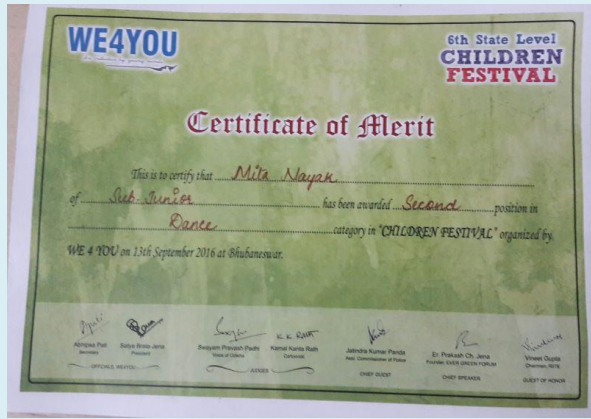 WE4YOU
6th State Level
CHILDREN
FESTIVAL
Certificate of Merit
This is to certify that Mita Nayak
of Sub-Junior has been awarded Second position in
Dance category in "CHILDREN FESTIVAL" organized by
WE 4 YOU on 13th September 2016 at Bhubaneswar.
K K Rath
Abhipsa Pati Satya Brata Jena Swayam Pravash Padhi Kamal Kanta Rath Jatindra Kumar Panda Er. Prakash Ch. Jena Vineet Gupta
Secretary President Voice of Odisha Cartoonist Asst. Commissioner of Police Founder, EVER GREEN FORUM Chairman,
OFFICIALS, WE4YOU JUDGES CHIEF GUEST CHIEF SPEAKER GUEST OF HONOR